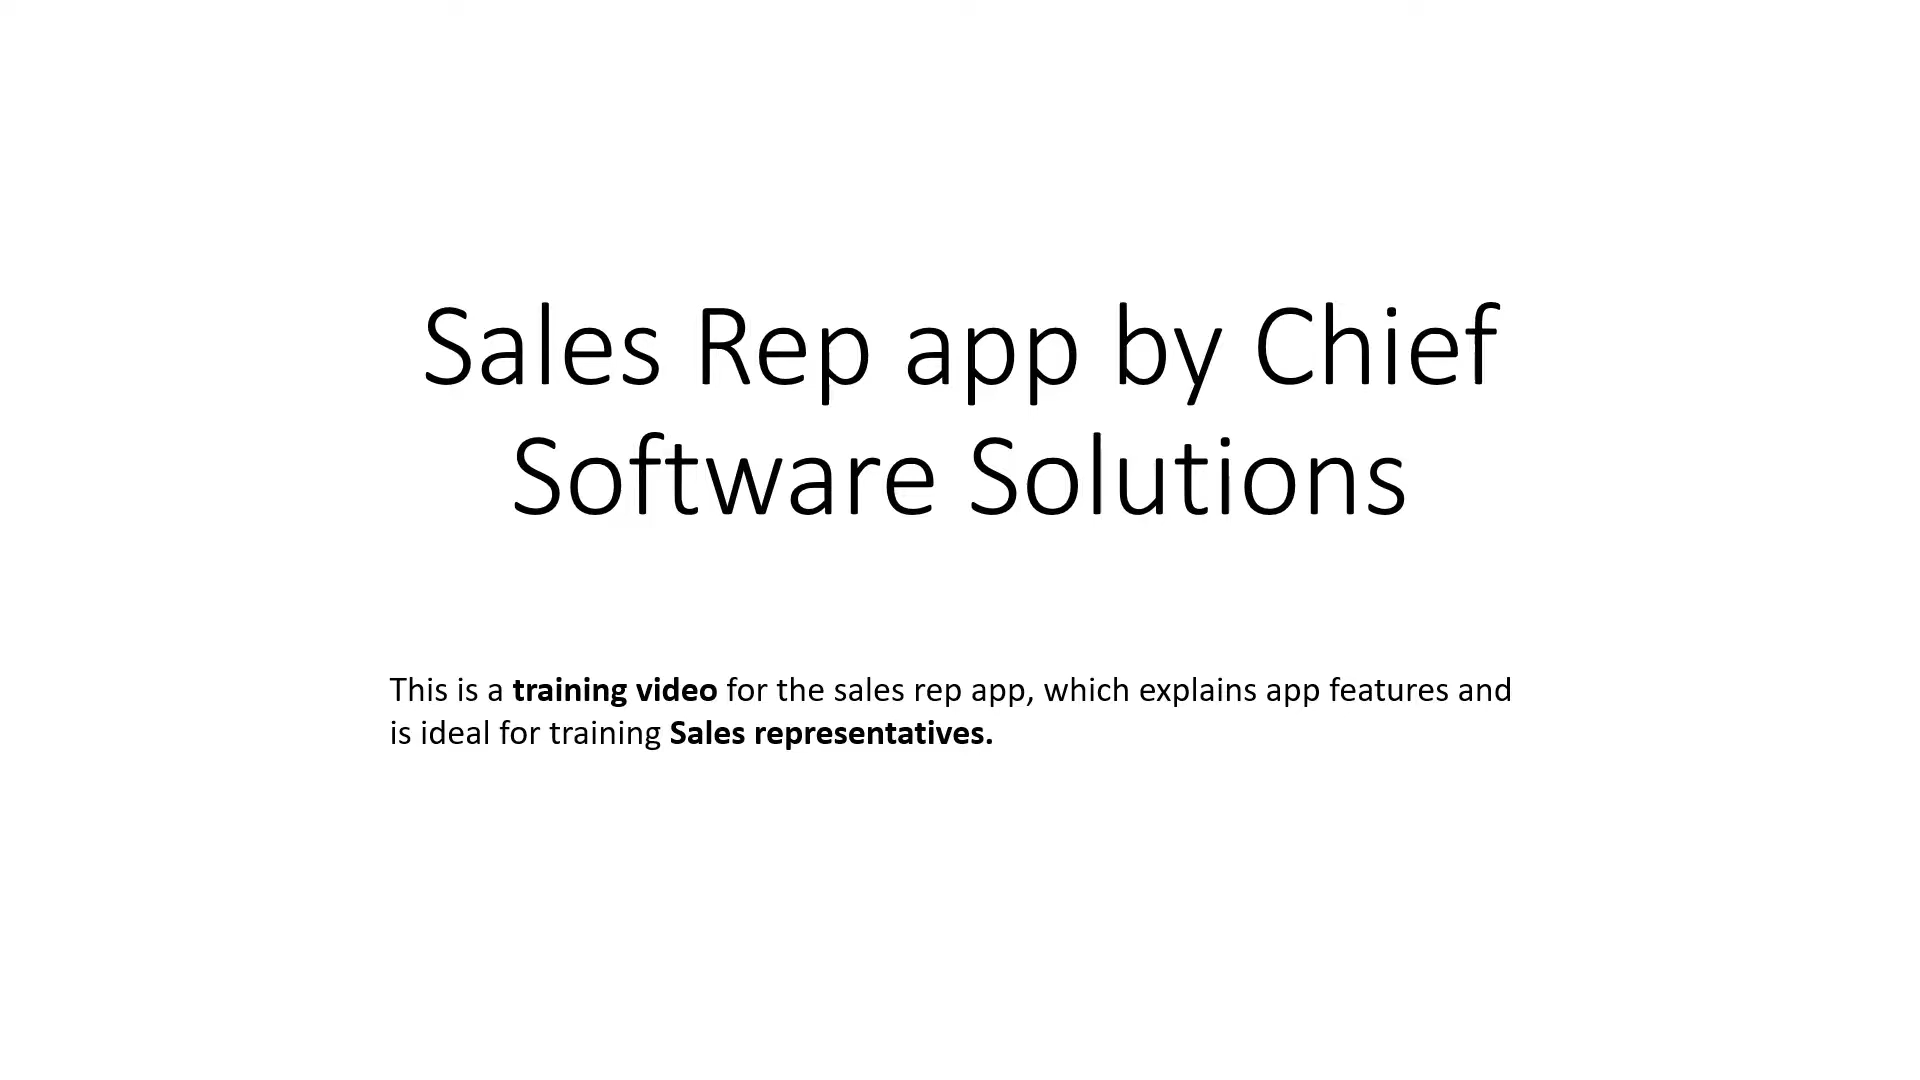 Sales Rep app by Chief
Software Solutions
This is a training video for the sales rep app, which explains app features and
is ideal for training Sales representatives.